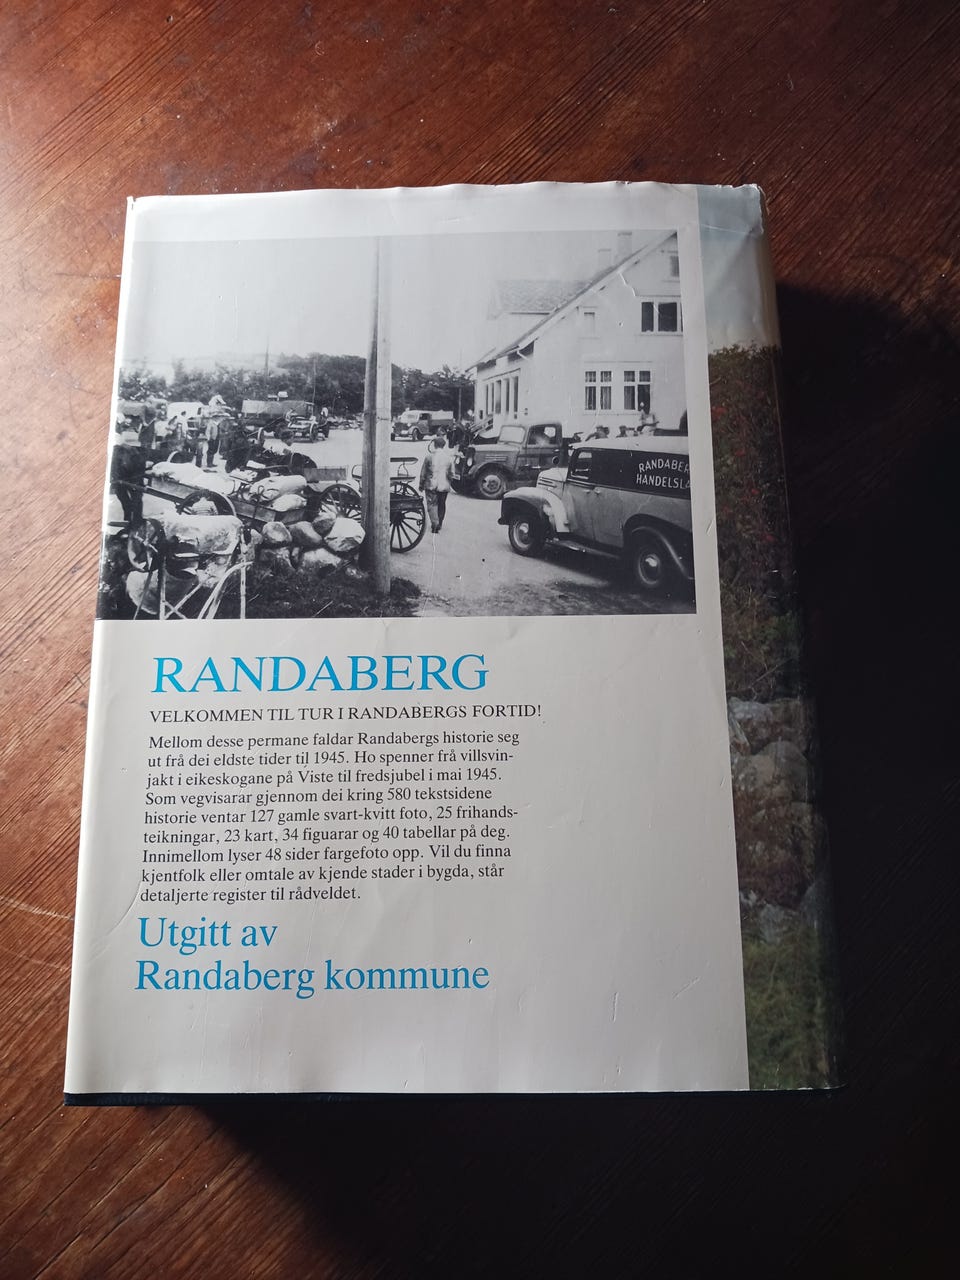 RANDABER
HANDELSLA
RANDABERG
VELKOMMEN TIL TUR I RANDABERGS FORTID!
Mellom desse permane faldar Randabergs historie seg
ut frå dei eldste tider til 1945. Ho spenner frå villsvin-
jakt i eikeskogane på Viste til fredsjubel i mai 1945.
Som vegvisarar gjennom dei kring 580 tekstsidene
historie ventar 127 gamle svart-kvitt foto, 25 frihands-
teikningar, 23 kart, 34 figuarar og 40 tabellar på deg.
Innimellom lyser 48 sider fargefoto opp. Vil du finna
kjentfolk eller omtale av kjende stader i bygda, står
detaljerte register til rådveldet.
Utgitt av
Randaberg kommune